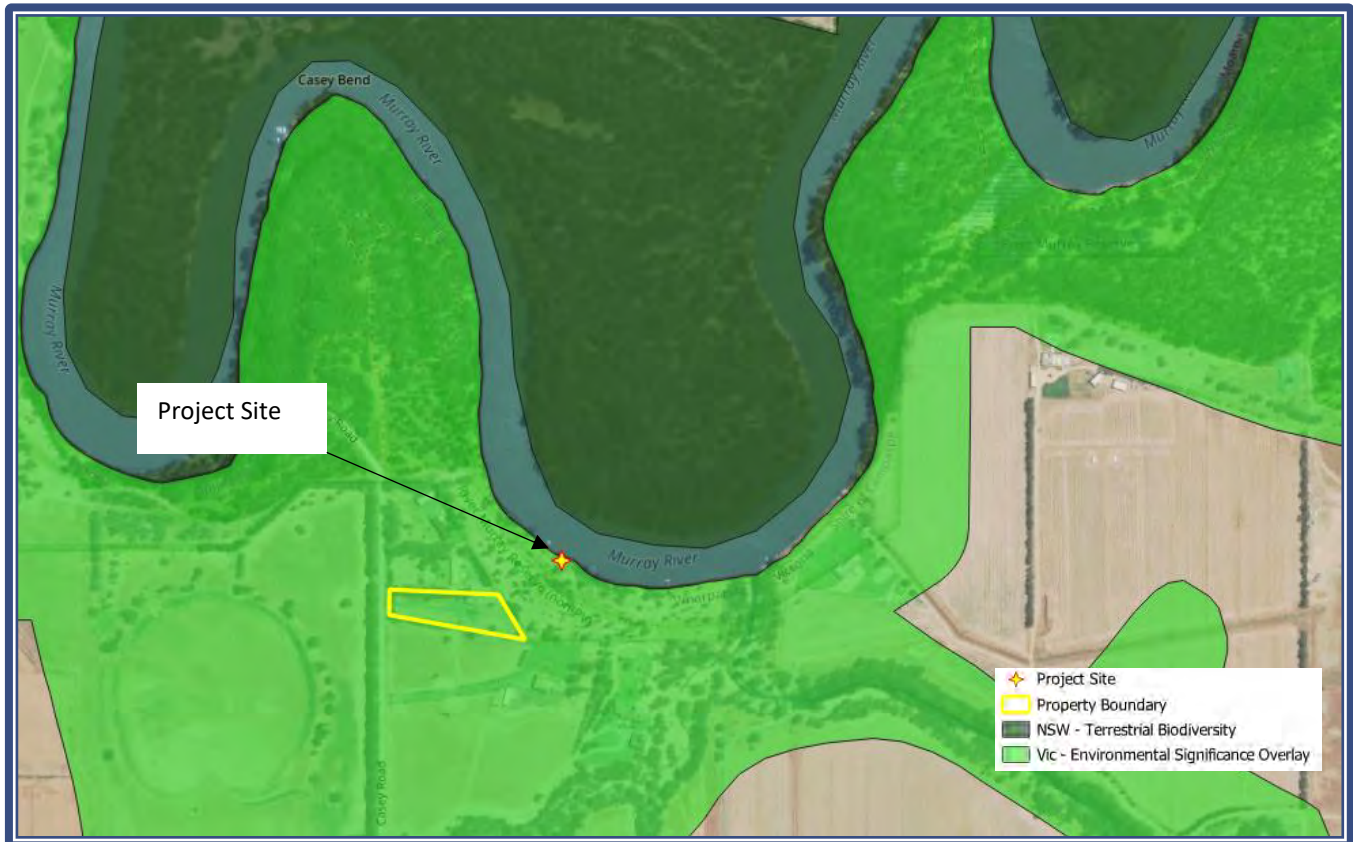 Casey Bend
Murray River
Murray River
Murray River
Murray River
Murray
Project Site
Road
Murray River
Casey Road
Project Site
Property Boundary
NSW - Terrestrial Biodiversity
Vic - Environmental Significance Overlay